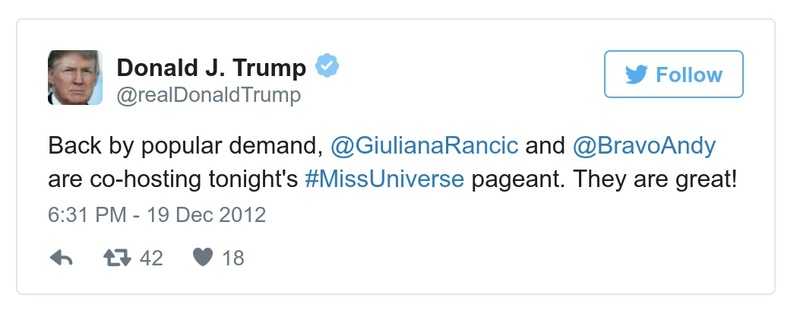 Donald J. Trump
@realDonaldTrump
Follow
Back by popular demand, @GiulianaRancic and @BravoAndy
are co-hosting tonight's #MissUniverse pageant. They are great!
6:31 PM - 19 Dec 2012
42 18